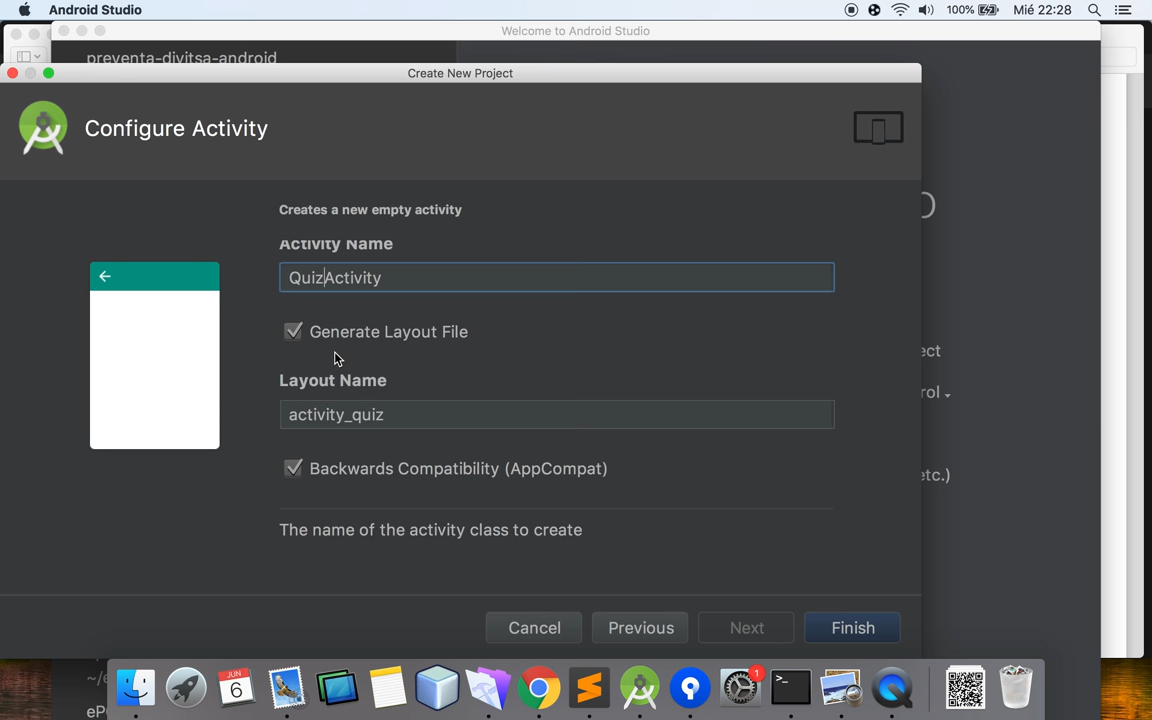 Android Studio
100%
Mié 22:28
Welcome to Android Studio
preventa-divitsa-android
Create New Project
Configure Activity
Creates a new empty activity
Activity Name
QuizActivity
Generate Layout File
ect
Layout Name
rol
activity_quiz
Backwards Compatibility (AppCompat)
etc.)
The name of the activity class to create
Cancel
Previous
Next
Finish
JUN
6
1
>_